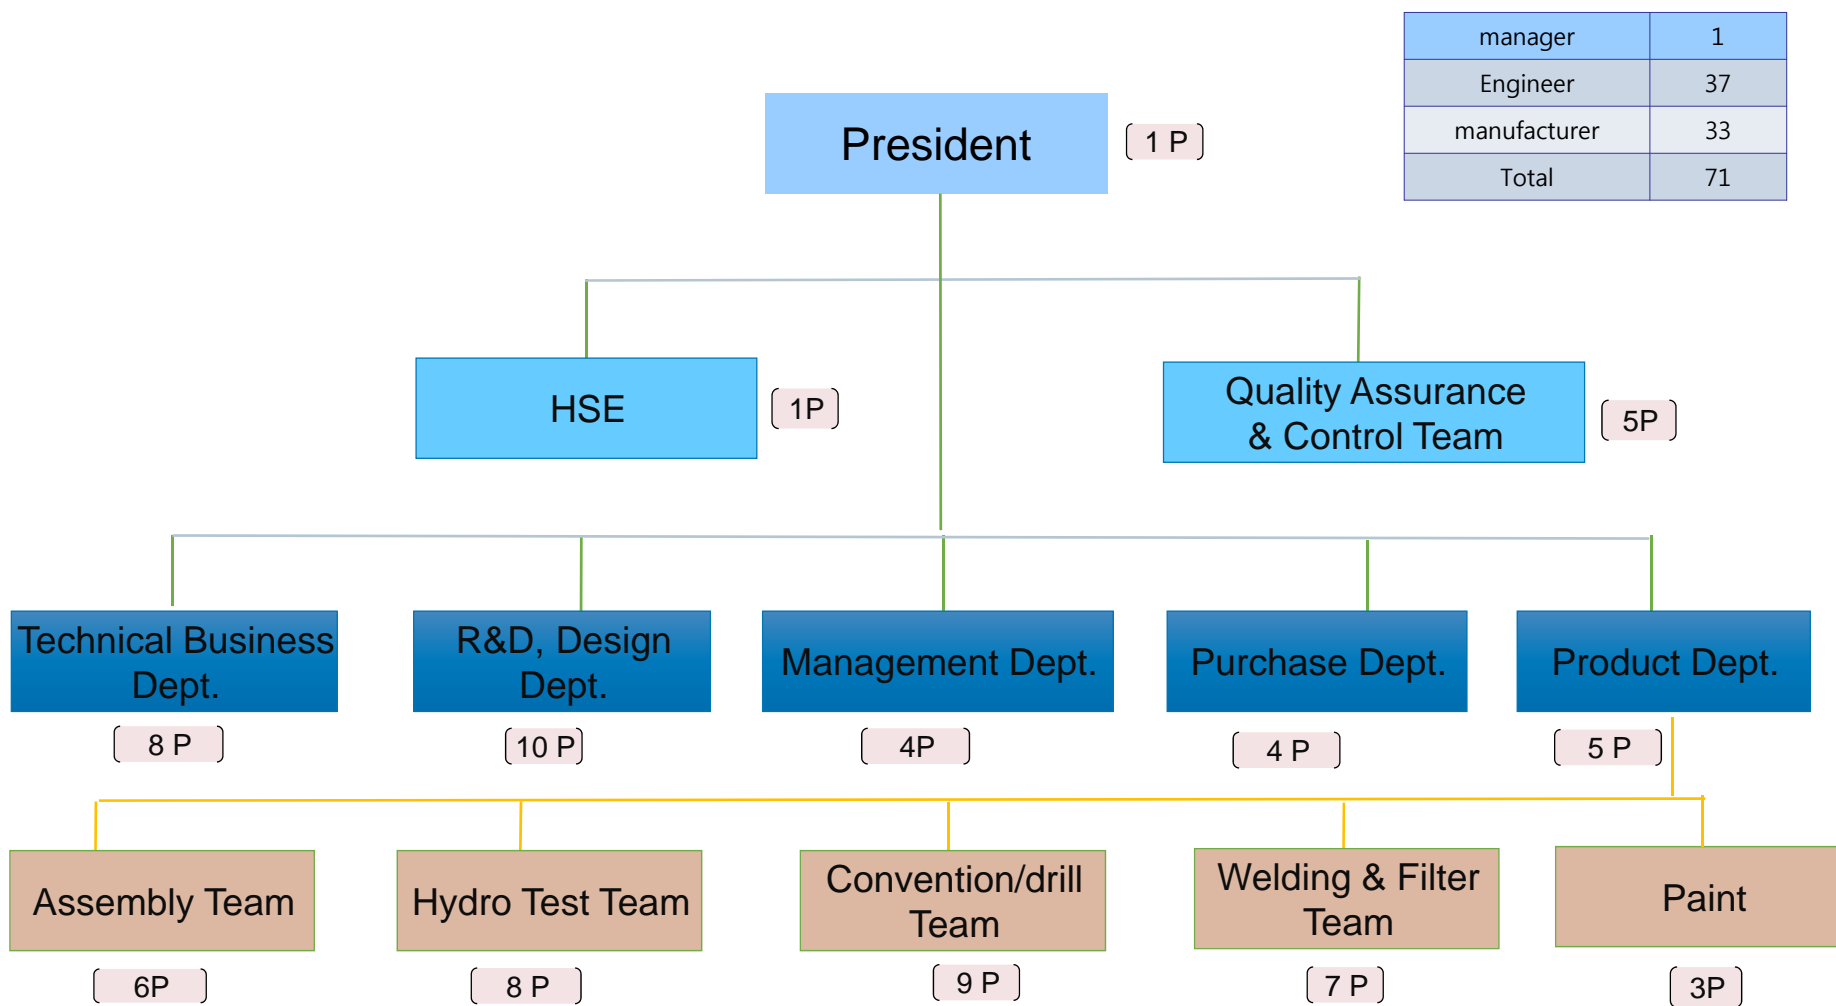 manager 1
Engineer 37
manufacturer 33
Total 71
President
1 P
HSE
1P
Quality Assurance
& Control Team
5P
Technical Business
Dept.
8 P
R&D, Design
Dept.
10 P
Management Dept.
4P
Purchase Dept.
4 P
Product Dept.
5 P
Assembly Team
6P
Hydro Test Team
8 P
Convention/drill
Team
9 P
Welding & Filter
Team
7 P
Paint
3P